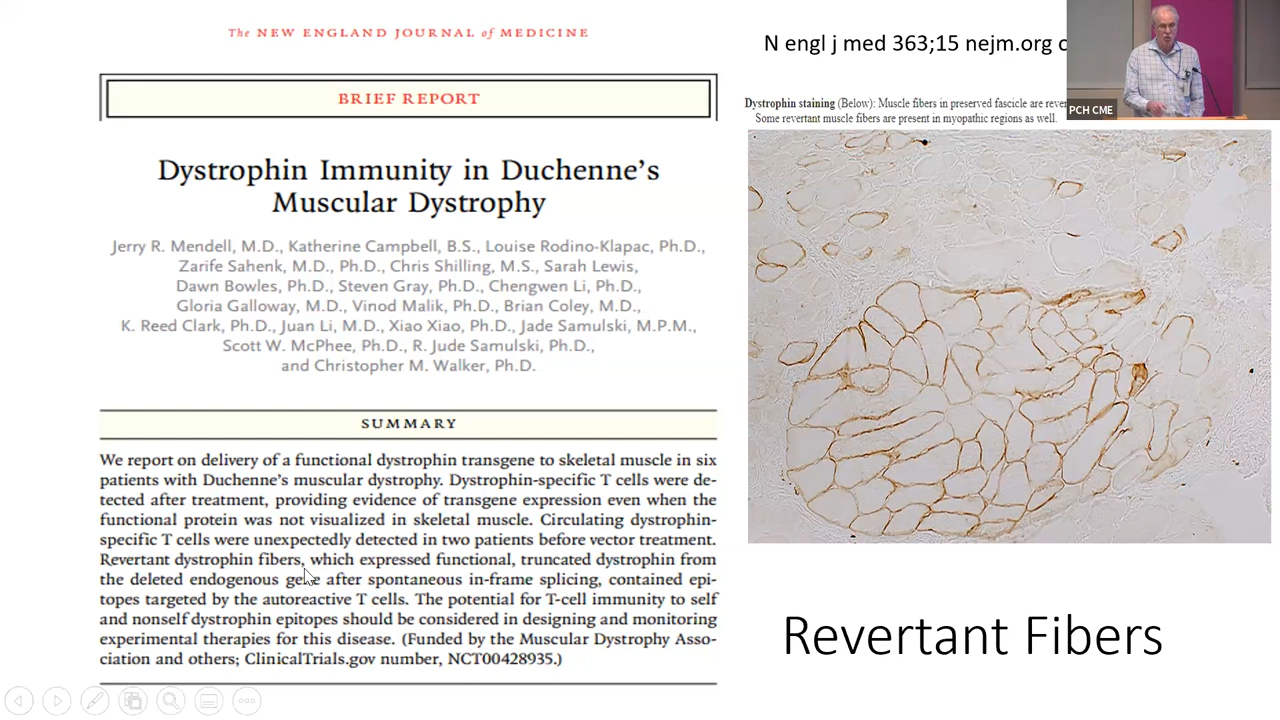 The NEW ENGLAND JOURNAL of MEDICINE
BRIEF REPORT
Dystrophin Immunity in Duchenne's
Muscular Dystrophy
Jerry R. Mendell, M.D., Katherine Campbell, B.S., Louise Rodino-Klapac, Ph.D.,
Zarife Sahenk, M.D., Ph.D., Chris Shilling, M.S., Sarah Lewis,
Dawn Bowles, Ph.D., Steven Gray, Ph.D., Chengwen Li, Ph.D.,
Gloria Galloway, M.D., Vinod Malik, Ph.D., Brian Coley, M.D.,
K. Reed Clark, Ph.D., Juan Li, M.D., Xiao Xiao, Ph.D., Jade Samulski, M.P.M.,
Scott W. McPhee, Ph.D., R. Jude Samulski, Ph.D.,
and Christopher M. Walker, Ph.D.
SUMMARY
We report on delivery of a functional dystrophin transgene to skeletal muscle in six
patients with Duchenne's muscular dystrophy. Dystrophin-specific T cells were de-
tected after treatment, providing evidence of transgene expression even when the
functional protein was not visualized in skeletal muscle. Circulating dystrophin-
specific T cells were unexpectedly detected in two patients before vector treatment.
Revertant dystrophin fibers, which expressed functional, truncated dystrophin from
the deleted endogenous gene after spontaneous in-frame splicing, contained epi-
topes targeted by the autoreactive T cells. The potential for T-cell immunity to self
and nonself dystrophin epitopes should be considered in designing and monitoring
experimental therapies for this disease. (Funded by the Muscular Dystrophy Asso-
ciation and others; ClinicalTrials.gov number, NCT00428935.)
N engl j med 363;15 nejm.org
PCH CME
Dystrophin staining (Below): Muscle fibers in preserved fascicle are
Some revertant muscle fibers are present in myopathic regions as well.
Revertant Fibers